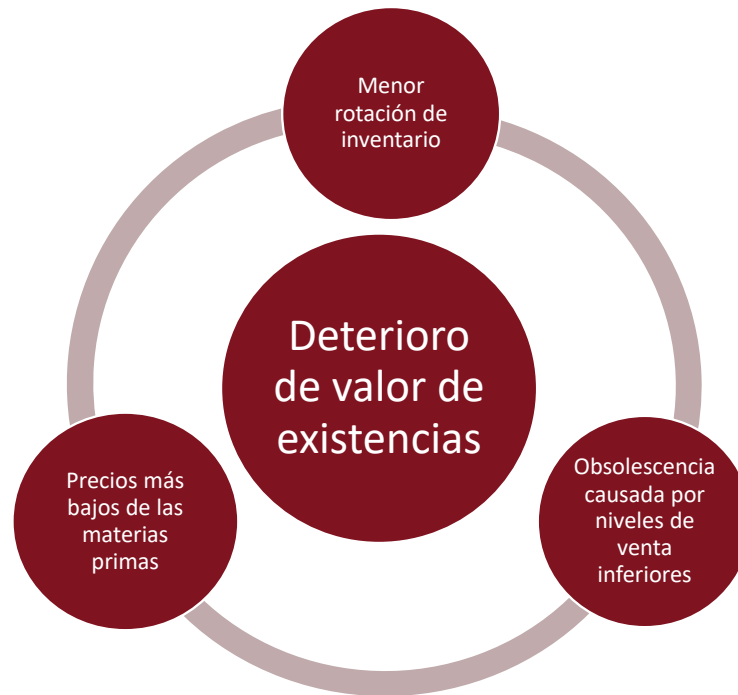 Menor
rotación de
inventario
Deterioro
de valor de
existencias
Precios más
bajos de las
materias
primas
Obsolescencia
causada por
niveles de
venta
inferiores